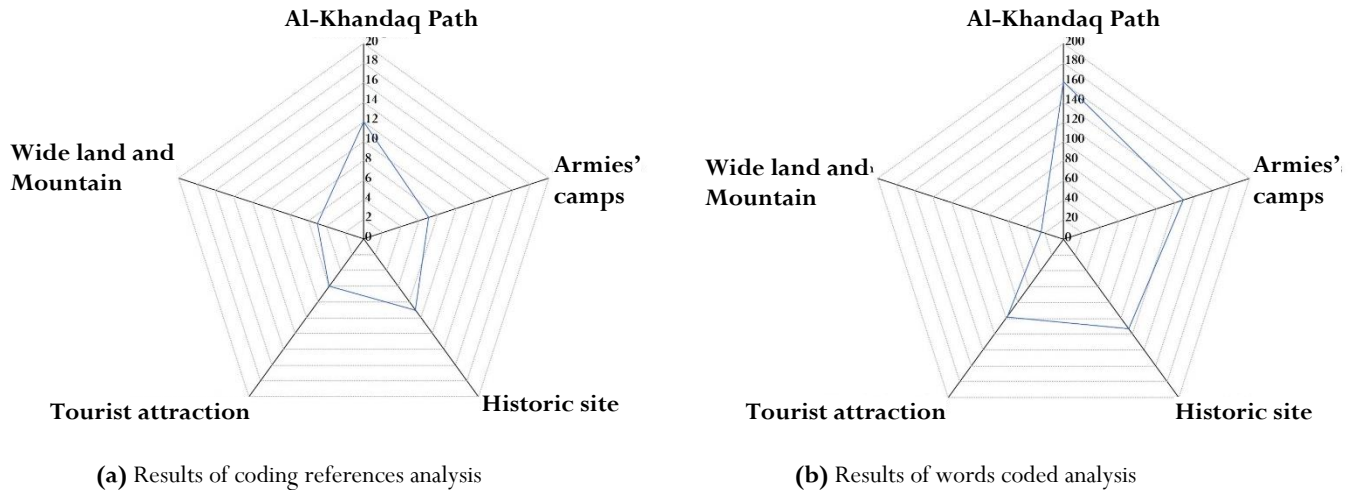 Al-Khandaq Path
20
18
16
14
12
10
8
6
4
2
0
Wide land and
Mountain
Armies’
camps
Tourist attraction
Historic site
(a) Results of coding references analysis
Al-Khandaq Path
200
180
160
140
120
100
80
60
40
20
0
Wide land and
Mountain
Armies’
camps
Tourist attraction
Historic site
(b) Results of words coded analysis